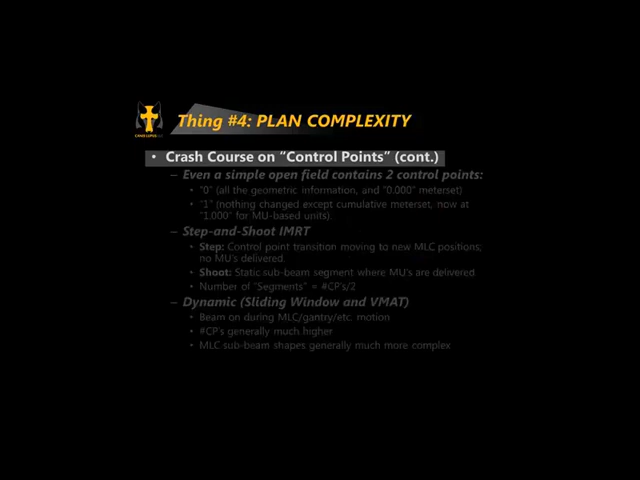 CANIS LUPUS LLC
Thing #4: PLAN COMPLEXITY
• Crash Course on “Control Points” (cont.)
– Even a simple open field contains 2 control points:
• “0” (all the geometric information, and “0.000” meterset)
• “1” (nothing changed except cumulative meterset, now at
“1.000” for MU-based units).
– Step-and-Shoot IMRT
• Step: Control point transition moving to new MLC positions;
no MU's delivered.
• Shoot: Static sub-beam segment where MU's are delivered.
• Number of “Segments” = #CP's/2
– Dynamic (Sliding Window and VMAT)
• Beam on during MLC/gantry/etc. motion
• #CP's generally much higher
• MLC sub-beam shapes generally much more complex